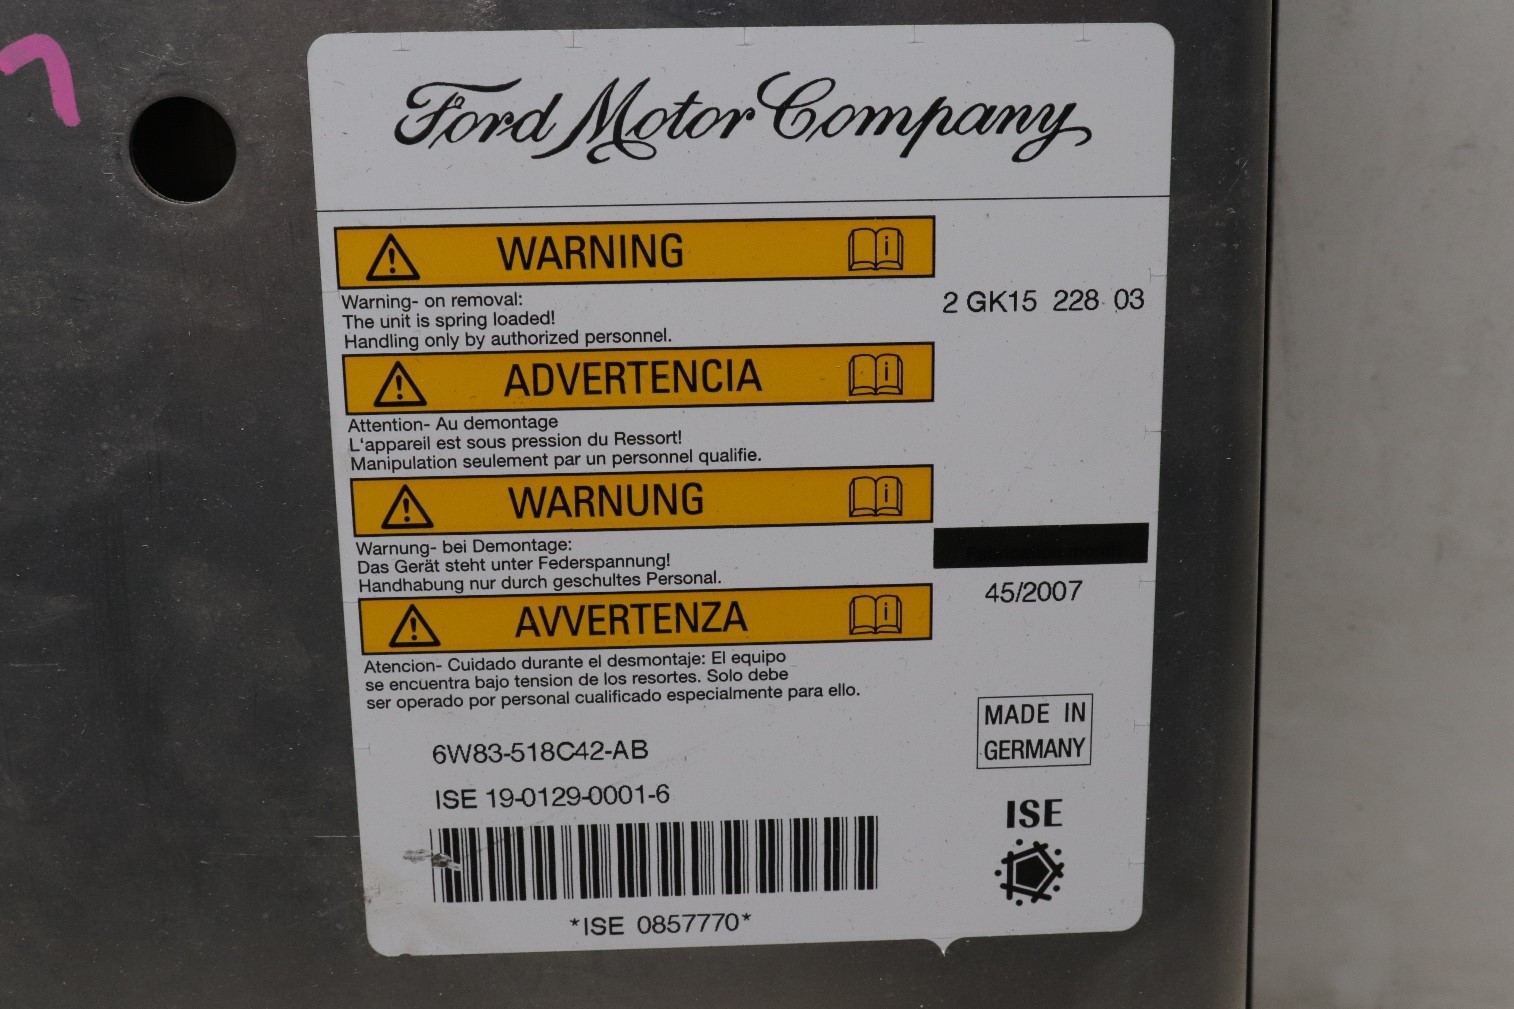 Ford Motor Company
WARNING
Warning- on removal:
The unit is spring loaded!
Handling only by authorized personnel.
2 GK15 228 03
ADVERTENCIA
Attention- Au demontage
L'appareil est sous pression du Ressort!
Manipulation seulement par un personnel qualifie.
WARNUNG
Warnung- bei Demontage:
Das Gerät steht unter Federspannung!
Handhabung nur durch geschultes Personal.
45/2007
AVVERTENZA
Atencion- Cuidado durante el desmontaje: El equipo
se encuentra bajo tension de los resortes. Solo debe
ser operado por personal cualificado especialmente para ello.
6W83-518C42-AB
ISE 19-0129-0001-6
*ISE 0857770*
MADE IN
GERMANY
ISE